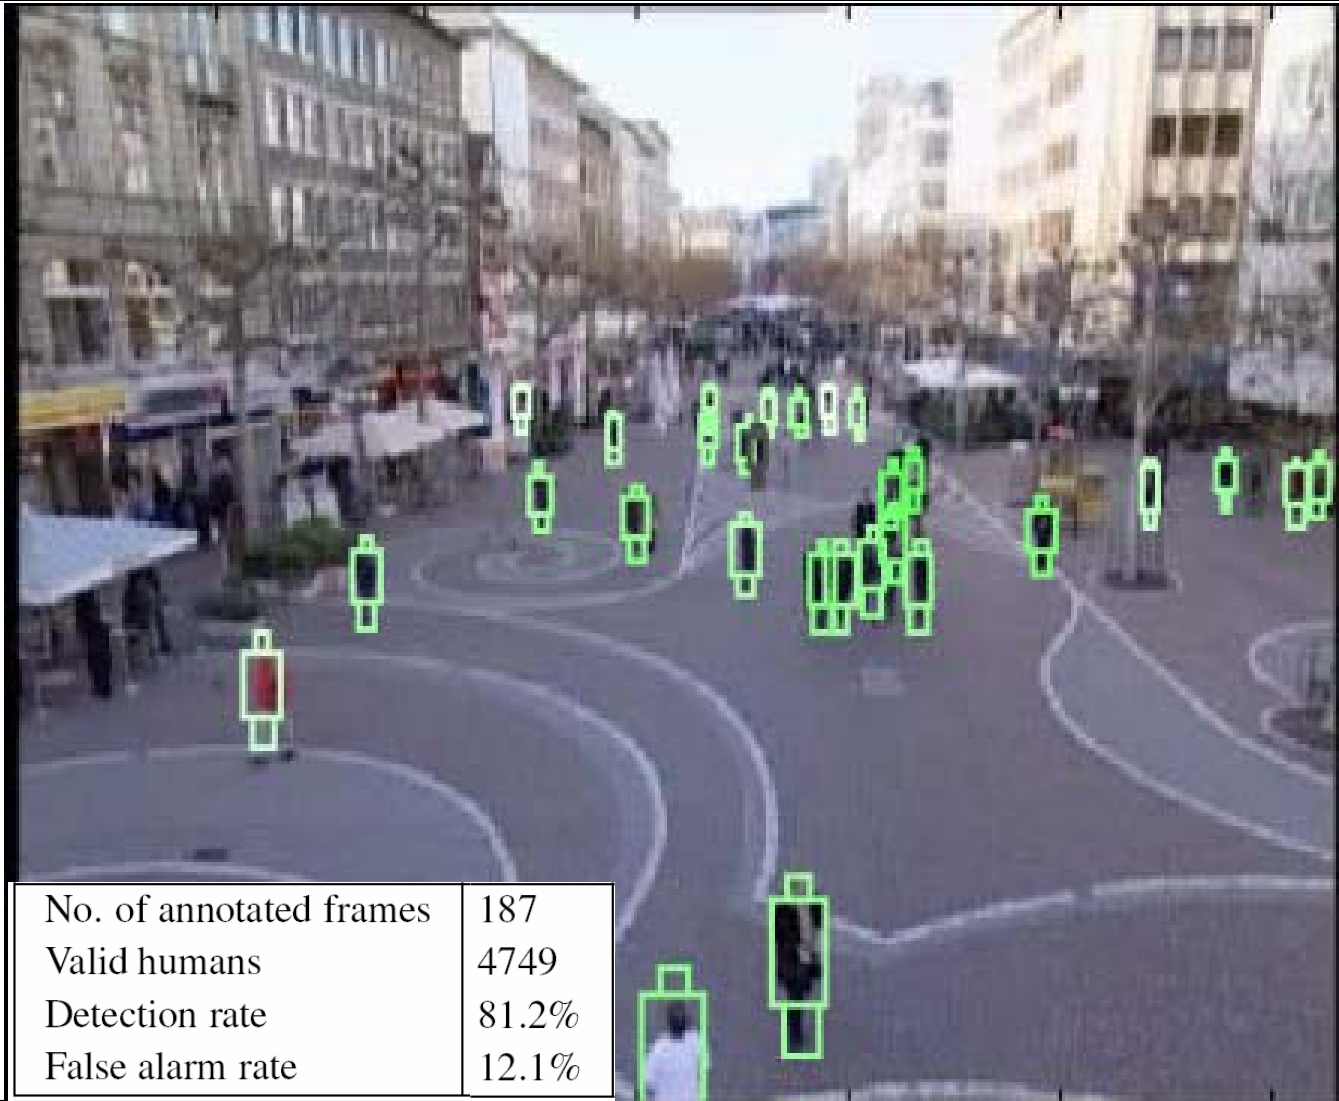 No. of annotated frames 187
Valid humans 4749
Detection rate 81.2%
False alarm rate 12.1%